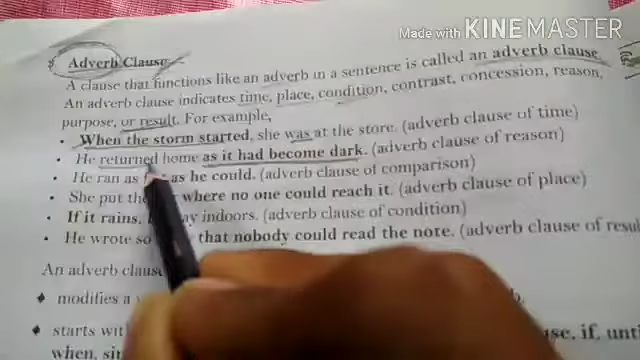 Made with KINEMASTER
Adverb Clause
A clause that functions like an adverb in a sentence is called an adverb clause
An adverb clause indicates time, place, condition, contrast, concession, reason,
purpose, or result. For example,
• When the storm started, she was at the store. (adverb clause of time)
• He returned home as it had become dark. (adverb clause of reason)
• He ran as as he could. (adverb clause of comparison)
• She put the where no one could reach it. (adverb clause of place)
• If it rains, indoors. (adverb clause of condition)
• He wrote so that nobody could read the note. (adverb clause of
An adverb clause
♦ modifies a
♦ starts with if,
when,